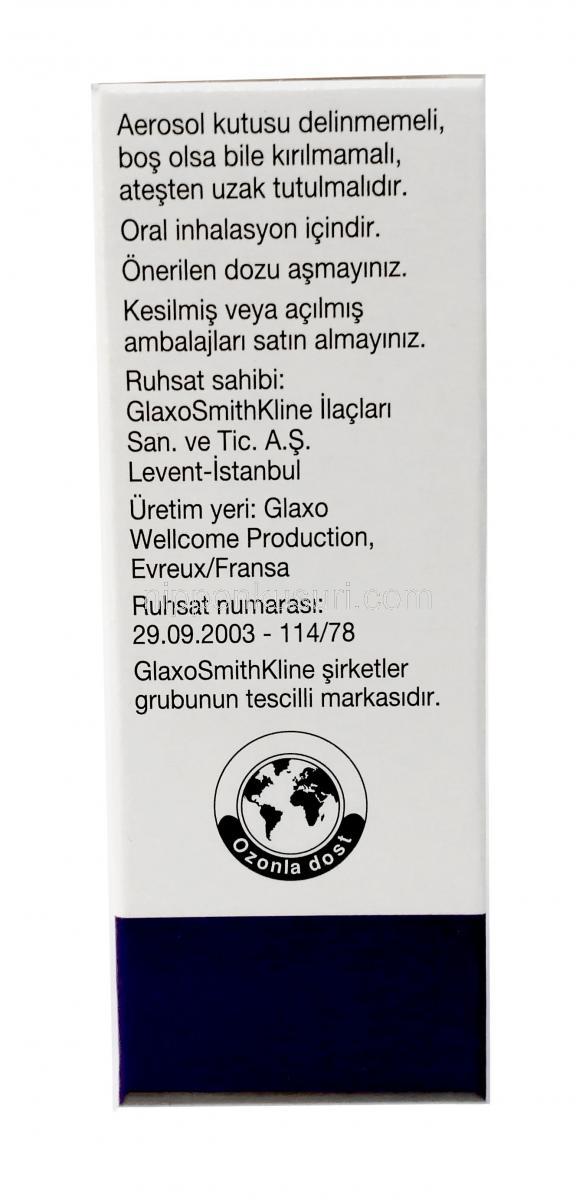 Aerosol kutusu delinmemeli,
boş olsa bile kırılmamalı,
ateşten uzak tutulmalıdır.
Oral inhalasyon içindir.
Önerilen dozu aşmayınız.
Kesilmiş veya açılmış
ambalajları satın almayınız.
Ruhsat sahibi:
GlaxoSmithKline İlaçları
San. ve Tic. A.Ş.
Levent-İstanbul
Üretim yeri: Glaxo
Wellcome Production,
Evreux/Fransa
nipponkusuri.com
Ruhsat numarası:
29.09.2003 - 114/78
GlaxoSmithKline şirketler
grubunun tescilli markasıdır.
Ozonla dost